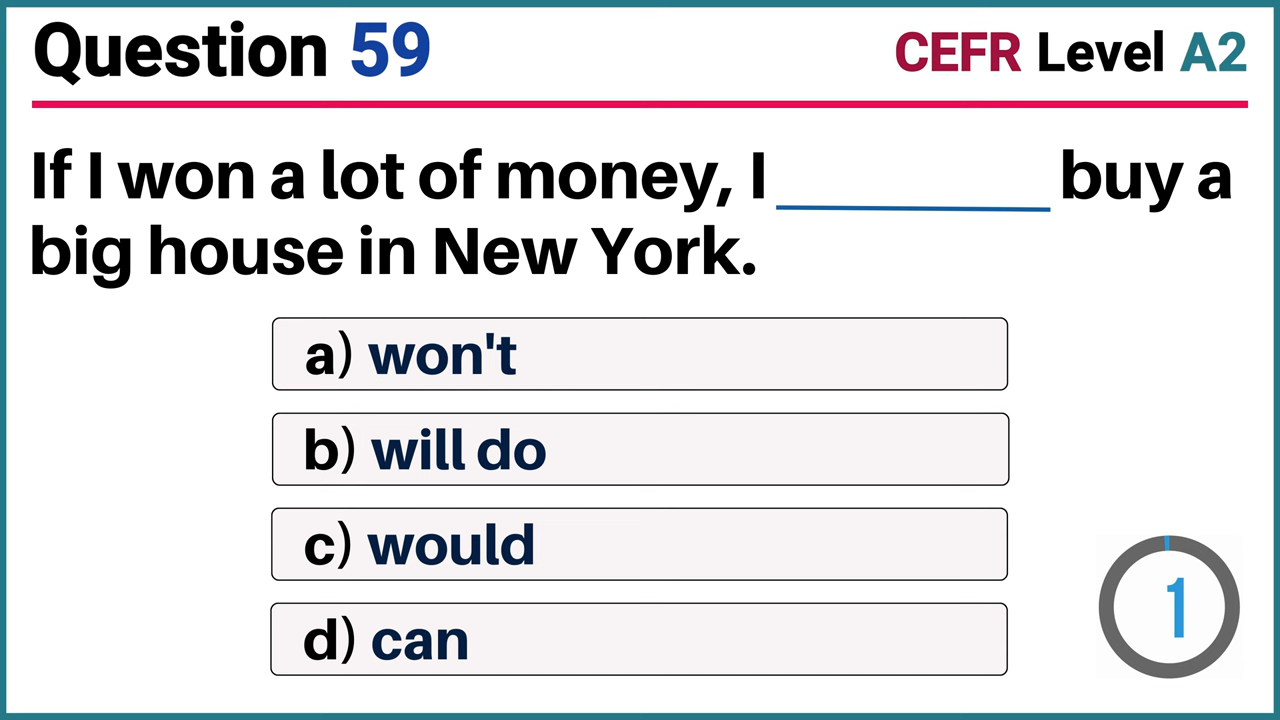 Question 59
CEFR Level A2
If I won a lot of money, I ________ buy a
big house in New York.
a) won't
b) will do
c) would
d) can
1